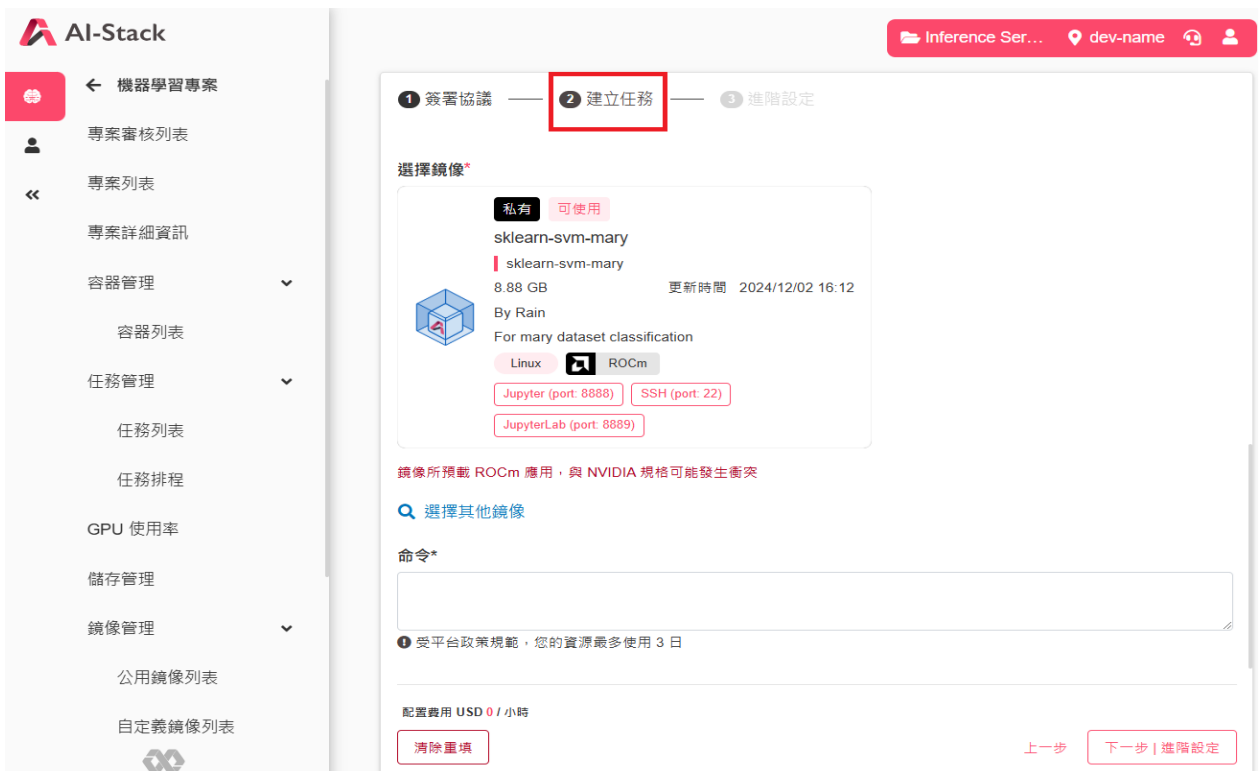 AI-Stack
Inference Ser... dev-name
機器學習專案
專案審核列表
專案列表
專案詳細資訊
容器管理
容器列表
任務管理
任務列表
任務排程
GPU 使用率
儲存管理
鏡像管理
公用鏡像列表
自定義鏡像列表
1 簽署協議 2 建立任務 3 進階設定
選擇鏡像*
私有 可使用
sklearn-svm-mary
sklearn-svm-mary
8.88 GB 更新時間 2024/12/02 16:12
By Rain
For mary dataset classification
Linux ROCm
Jupyter (port: 8888) SSH (port: 22)
JupyterLab (port: 8889)
鏡像所預載 ROCm 應用,與 NVIDIA 規格可能發生衝突
選擇其他鏡像
命令*
受平台政策規範,您的資源最多使用 3 日
配置費用 USD 0 / 小時
清除重填 上一步 下一步 | 進階設定